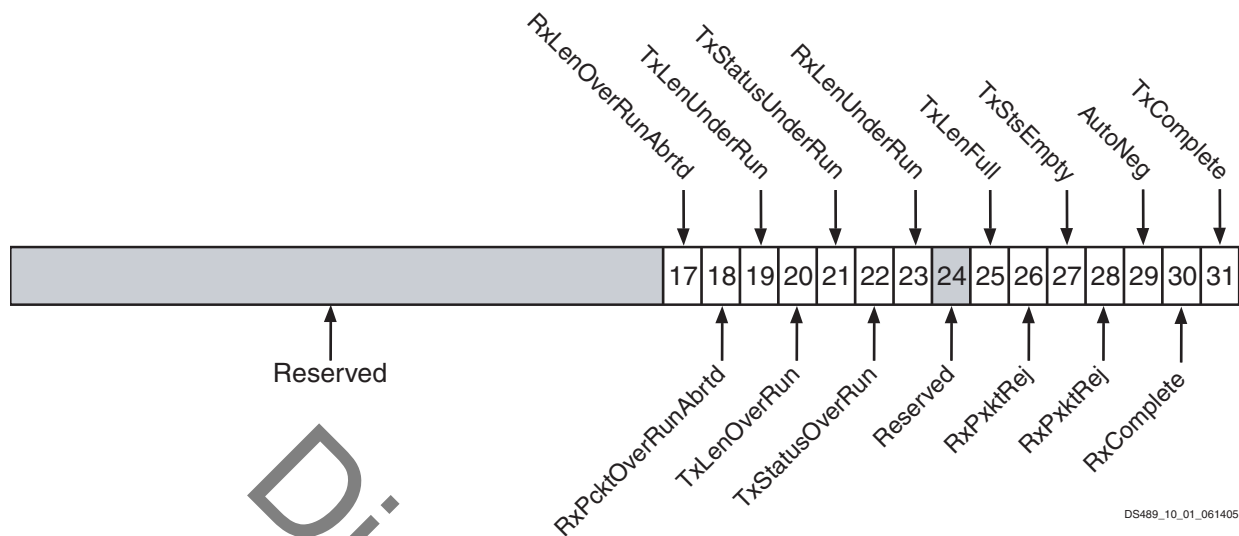 RxLenOverRunAbrtd
TxLenUnderRun
TxStatusUnderRun
RxLenUnderRun
TxLenFull
TxStsEmpty
AutoNeg
TxComplete
17 18 19 20 21 22 23 24 25 26 27 28 29 30 31
Reserved
RxPcktOverRunAbrtd
TxLenOverRun
TxStatusOverRun
Reserved
RxPxktRej
RxPxktRej
RxComplete
Di
DS489_10_01_061405